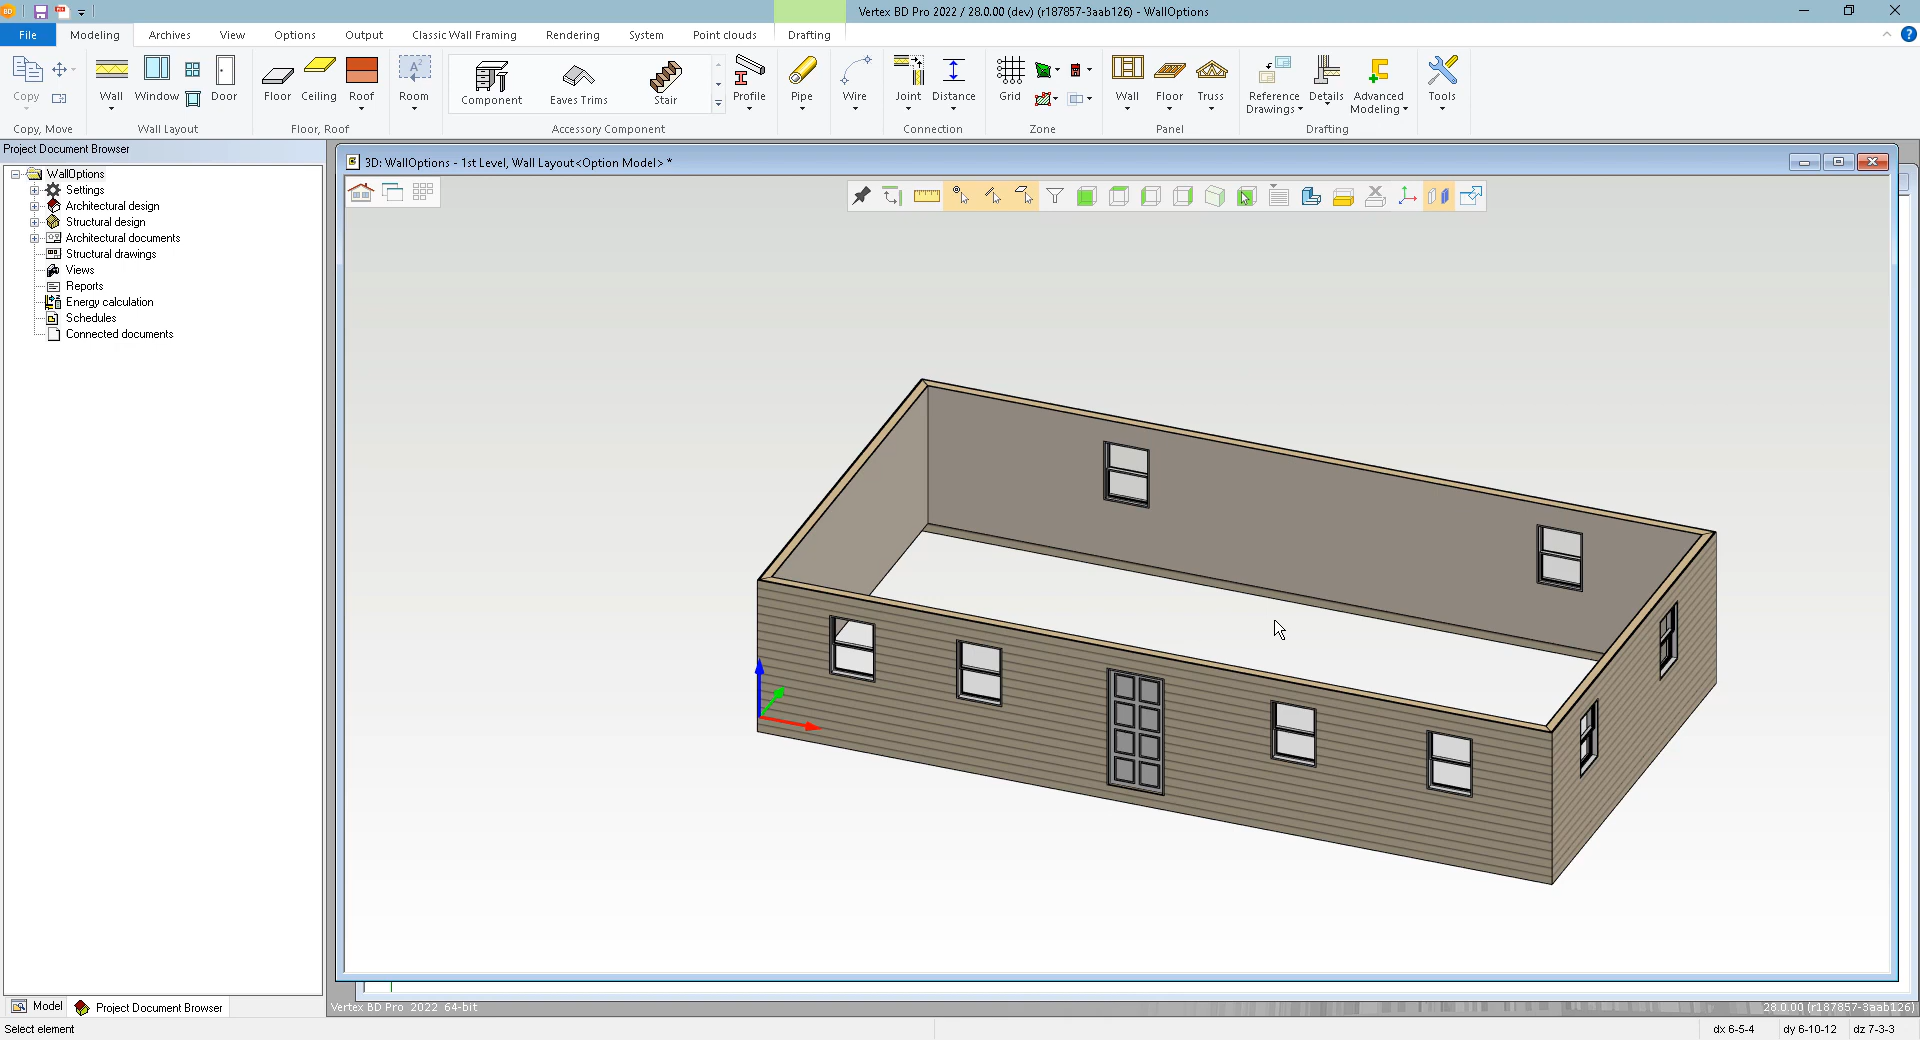 BD
Vertex BD Pro 2022 / 28.0.00 (dev) (r187857-3aab126) - WallOptions
File Modeling Archives View Options Output Classic Wall Framing Rendering System Point clouds Drafting
Copy Wall Window Door Floor Ceiling Roof Room Component Eaves Trims Stair Profile Pipe Wire Joint Distance Grid Wall Floor Truss Reference Drawings Details Advanced Modeling Tools
Copy, Move Wall Layout Floor, Roof Accessory Component Connection Zone Panel Drafting
Project Document Browser
3D: WallOptions - 1st Level, Wall Layout<Option Model> *
WallOptions
Settings
Architectural design
Structural design
Architectural documents
Structural drawings
Views
Reports
Energy calculation
Schedules
Connected documents
Model Project Document Browser
Vertex BD Pro 2022 64-bit
28.0.00 (r187857-3aab126)
Select element
dx 6-5-4 dy 6-10-12 dz 7-3-3